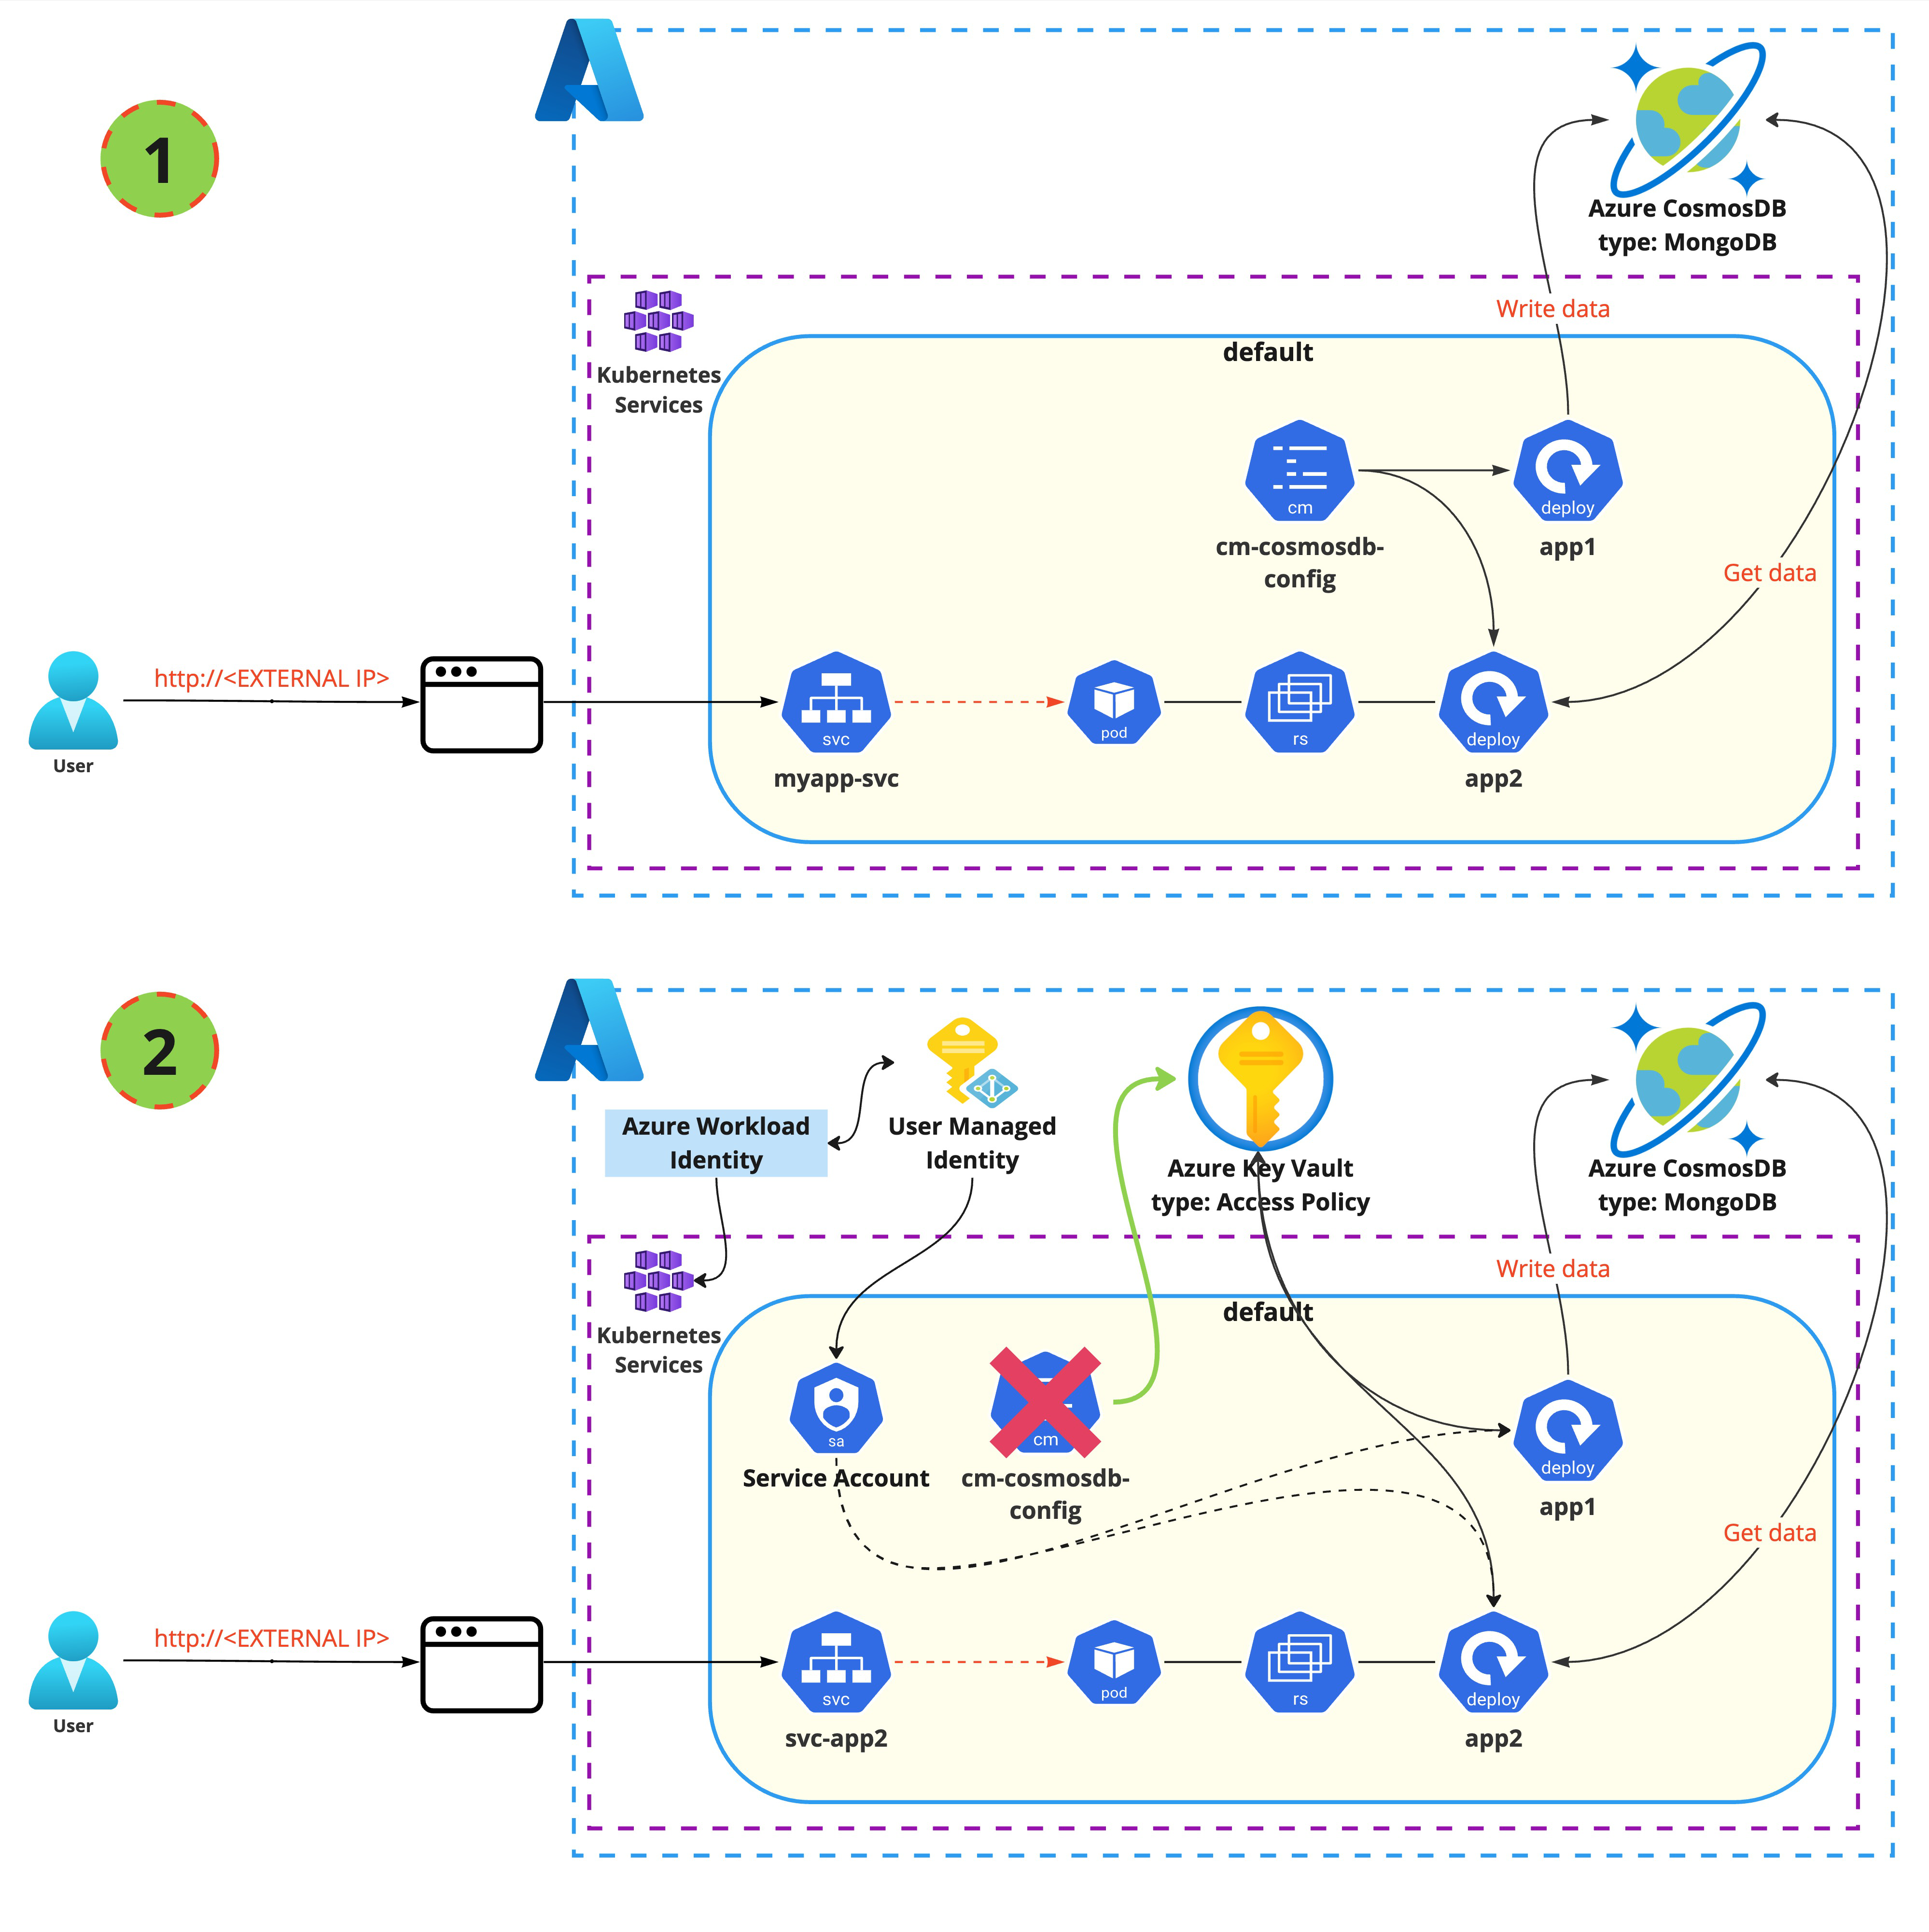 1
Azure CosmosDB
type: MongoDB
Write data
Kubernetes
Services
default
cm
cm-cosmosdb-
config
deploy
app1
Get data
http://<EXTERNAL IP>
User
svc
myapp-svc
pod
rs
deploy
app2
2
Azure Workload
Identity
User Managed
Identity
Azure Key Vault
type: Access Policy
Azure CosmosDB
type: MongoDB
Write data
Kubernetes
Services
default
sa
Service Account
cm
cm-cosmosdb-
config
deploy
app1
Get data
http://<EXTERNAL IP>
User
svc
svc-app2
pod
rs
deploy
app2